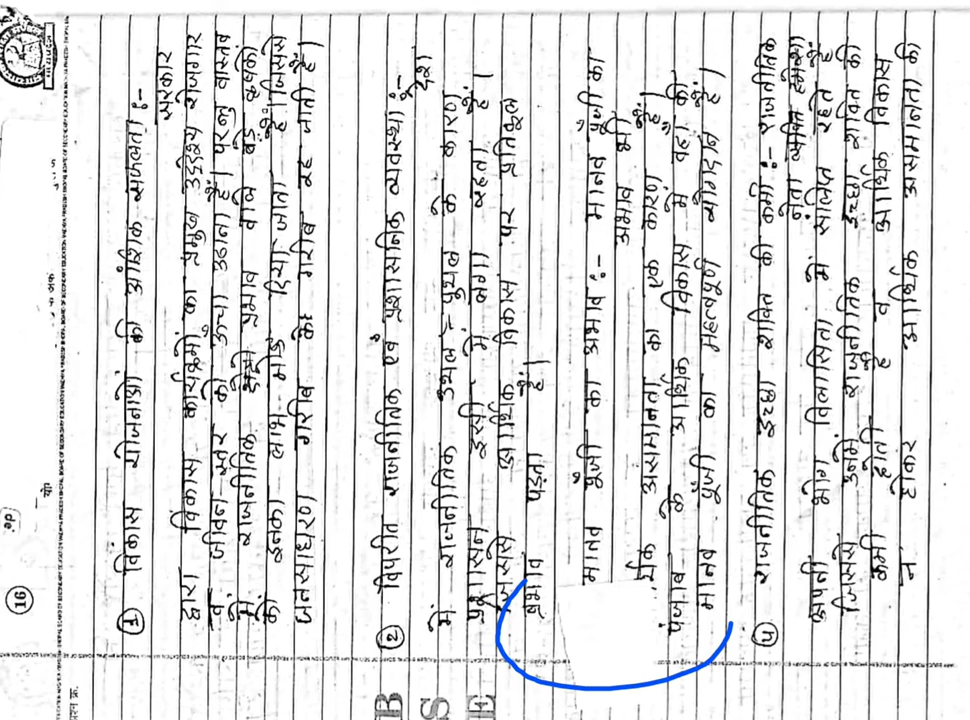 16
योग
के अंक
प्रश्न क्र.
① विकास योजनाओं की आंशिक सफलता :- सरकार
द्वारा विकास कार्यक्रमों का प्रमुख उद्देश्य रोजगार
व जीवन स्तर को ऊंचा उठाना है। परन्तु वास्तव
में राजनीतिक प्रभाव वाले बड़े कृषकों
को इनका लाभ मोड़ दिया जाता है। जिससे
जनसाधारण गरीब के गरीब रह जाते है।
② विपरीत राजनीतिक एवं प्रशासनिक व्यवस्था :- देश
में राजनीतिक उथल-पुथल के कारण
प्रशासन इसी में लगा रहता है।
जिससे आर्थिक विकास पर प्रतिकूल
प्रभाव पड़ता है।
मानव पूँजी का अभाव :- मानव पूँजी का
अभाव भी
असमानता का एक कारण है।
के आर्थिक विकास में वहां की
मानव पूंजी का महत्वपूर्ण योगदान है।
④ राजनीतिक इच्छा शक्ति की कमी :- राजनीतिक
नेता व्यक्ति हमेशा
अपनी भोग विलासिता में संलिप्त रहते है
जिससे उनमें राजनीतिक इच्छा शक्ति की
कमी होती है व आर्थिक विकास
न होकर आर्थिक असमानता की
B
S
E